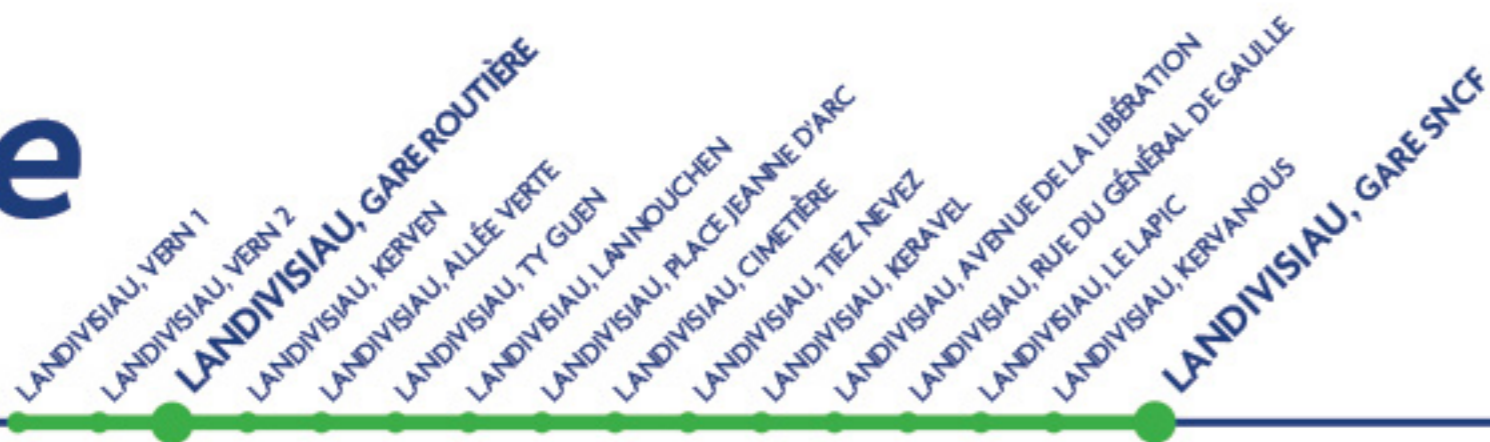 e
LANDIVISIAU, VERN 1
LANDIVISIAU, VERN 2
LANDIVISIAU, GARE ROUTIÈRE
LANDIVISIAU, KERVEN
LANDIVISIAU, ALLÉE VERTE
LANDIVISIAU, TY GUEN
LANDIVISIAU, LANNOUCHEN
LANDIVISIAU, PLACE JEANNE D'ARC
LANDIVISIAU, CIMETIÈRE
LANDIVISIAU, TIEZ NEVEZ
LANDIVISIAU, KERAVEL
LANDIVISIAU, AVENUE DE LA LIBÉRATION
LANDIVISIAU, RUE DU GÉNÉRAL DE GAULLE
LANDIVISIAU, LE LAPIC
LANDIVISIAU, KERVANOUS
LANDIVISIAU, GARE SNCF